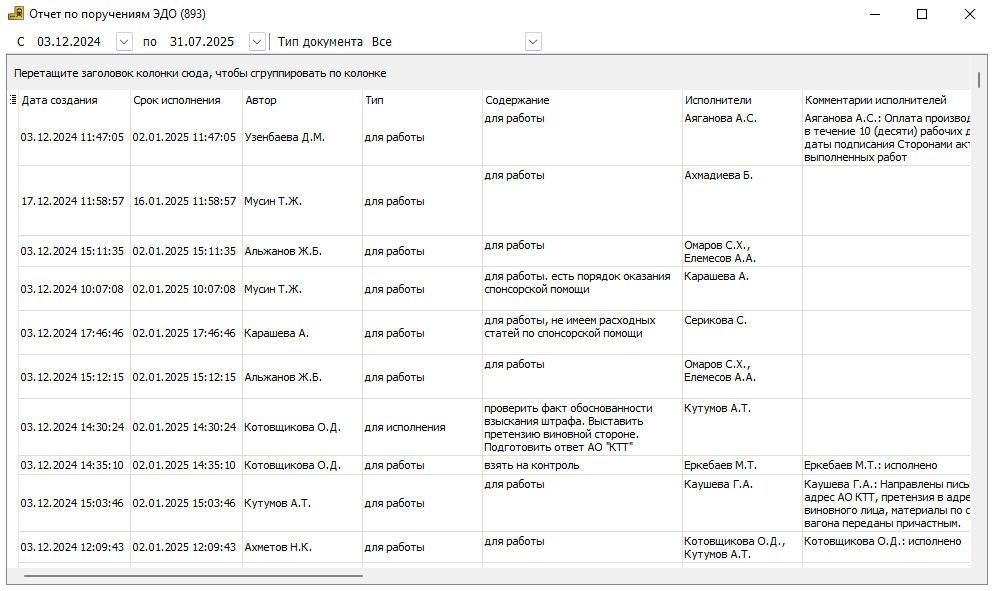 Отчет по поручениям ЭДО (893)
С 03.12.2024 по 31.07.2025 Тип документа Все
Перетащите заголовок колонки сюда, чтобы сгруппировать по колонке
Дата создания Срок исполнения Автор Тип Содержание Исполнители Комментарии исполнителей
03.12.2024 11:47:05 02.01.2025 11:47:05 Узенбаева Д.М. для работы для работы Аяганова А.С. Аяганова А.С.: Оплата производ
в течение 10 (десяти) рабочих д
даты подписания Сторонами акт
выполненных работ
17.12.2024 11:58:57 16.01.2025 11:58:57 Мусин Т.Ж. для работы для работы Ахмадиева Б.
03.12.2024 15:11:35 02.01.2025 15:11:35 Альжанов Ж.Б. для работы для работы Омаров С.Х.,
Елемесов А.А.
03.12.2024 10:07:08 02.01.2025 10:07:08 Мусин Т.Ж. для работы для работы. есть порядок оказания Карашева А.
спонсорской помощи
03.12.2024 17:46:46 02.01.2025 17:46:46 Карашева А. для работы для работы, не имеем расходных Серикова С.
статей по спонсорской помощи
03.12.2024 15:12:15 02.01.2025 15:12:15 Альжанов Ж.Б. для работы для работы Омаров С.Х.,
Елемесов А.А.
03.12.2024 14:30:24 02.01.2025 14:30:24 Котовщикова О.Д. для исполнения проверить факт обоснованности Кутумов А.Т.
взыскания штрафа. Выставить
претензию виновной стороне.
Подготовить ответ АО "КТТ"
03.12.2024 14:35:10 02.01.2025 14:35:10 Котовщикова О.Д. для работы взять на контроль Еркебаев М.Т. Еркебаев М.Т.: исполнено
03.12.2024 15:03:46 02.01.2025 15:03:46 Кутумов А.Т. для работы для работы Каушева Г.А. Каушева Г.А.: Направлены пись
адрес АО КТТ, претензия в адре
виновного лица, материалы по с
вагона переданы причастным.
03.12.2024 12:09:43 02.01.2025 12:09:43 Ахметов Н.К. для работы для работы Котовщикова О.Д., Котовщикова О.Д.: исполнено
Кутумов А.Т.